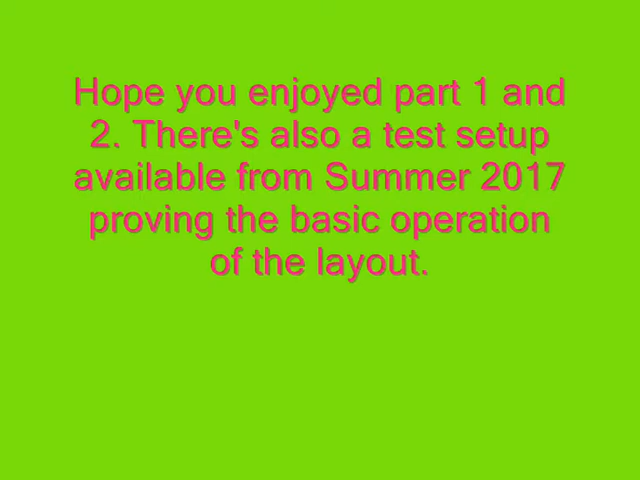 Hope you enjoyed part 1 and
2. There's also a test setup
available from Summer 2017
proving the basic operation
of the layout.